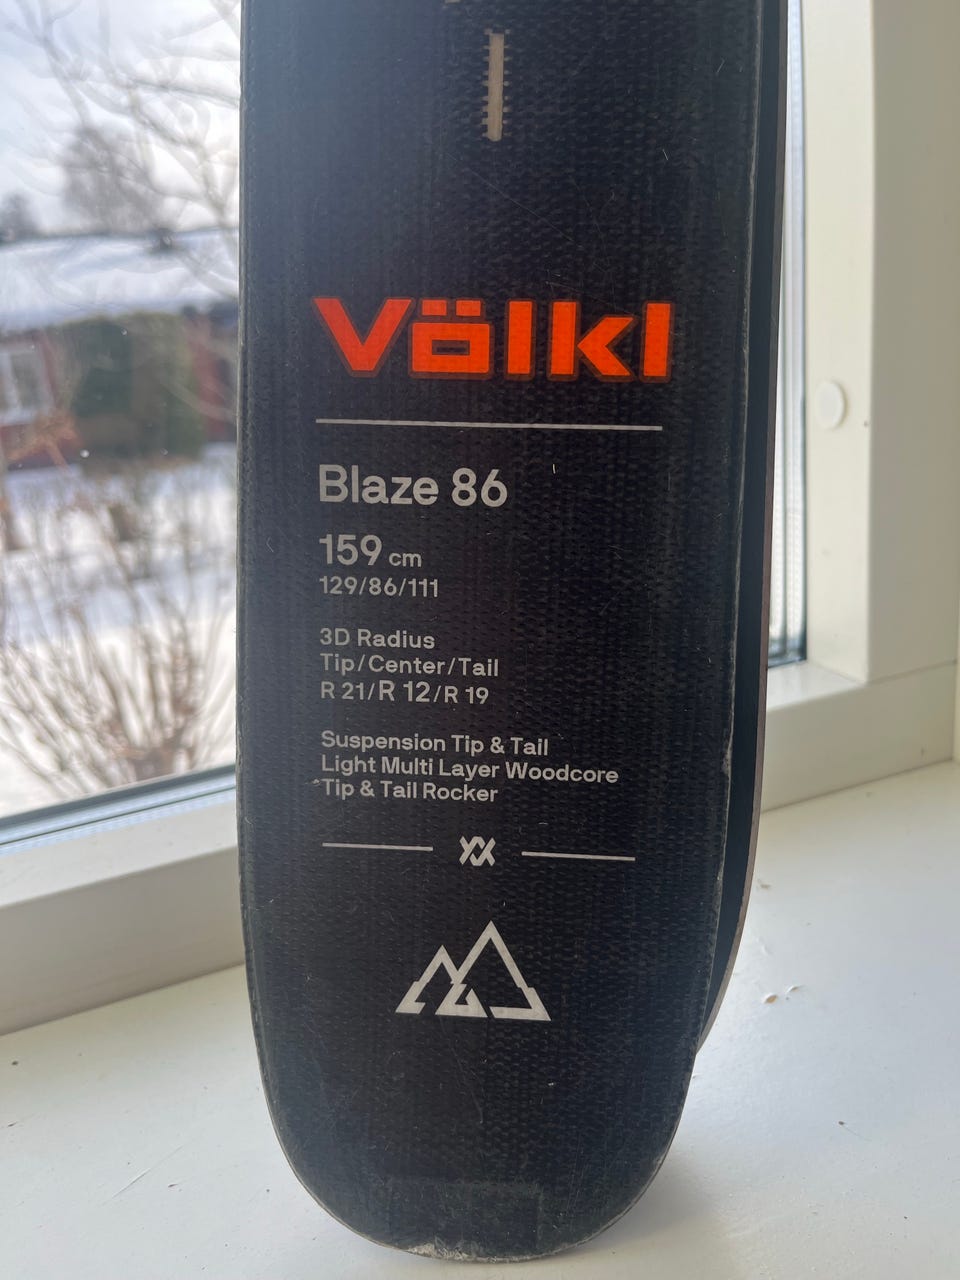 Völkl
Blaze 86
159 cm
129/86/111
3D Radius
Tip/Center/Tail
R 21/R 12/R 19
Suspension Tip & Tail
Light Multi Layer Woodcore
Tip & Tail Rocker